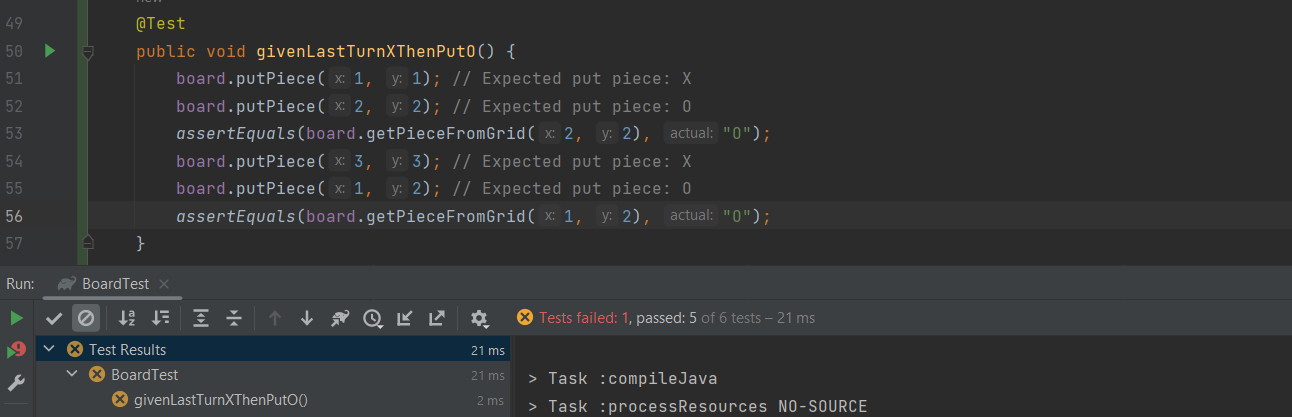 new
49 @Test
50 public void givenLastTurnXThenPutO() {
51 board.putPiece( x: 1, y: 1); // Expected put piece: X
52 board.putPiece( x: 2, y: 2); // Expected put piece: O
53 assertEquals(board.getPieceFromGrid( x: 2, y: 2), actual: "O");
54 board.putPiece( x: 3, y: 3); // Expected put piece: X
55 board.putPiece( x: 1, y: 2); // Expected put piece: O
56 assertEquals(board.getPieceFromGrid( x: 1, y: 2), actual: "O");
57 }
Run: BoardTest
Tests failed: 1, passed: 5 of 6 tests – 21 ms
Test Results 21 ms
BoardTest 21 ms
givenLastTurnXThenPutO() 2 ms
> Task :compileJava
> Task :processResources NO-SOURCE